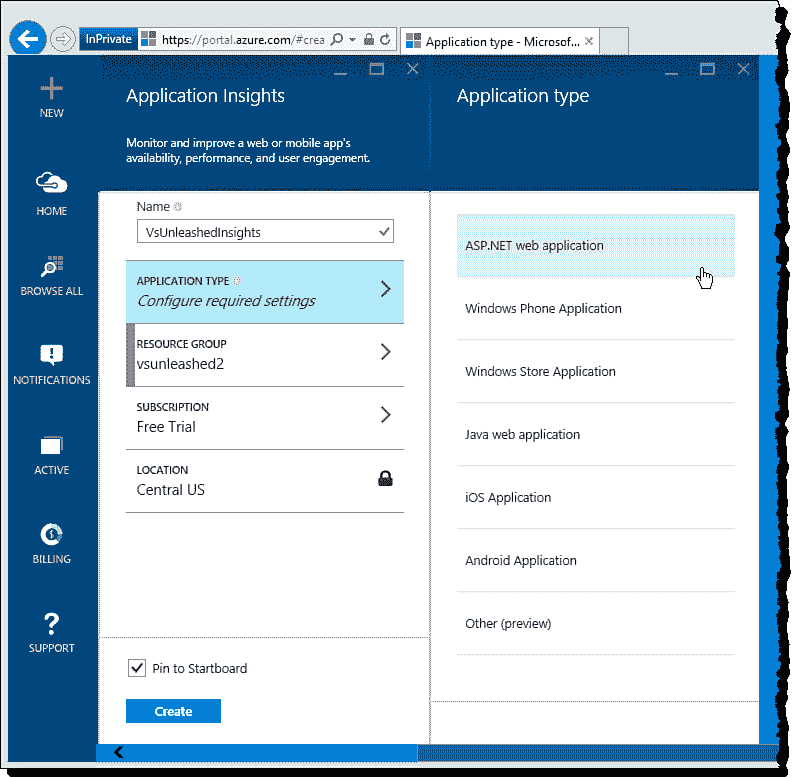 InPrivate
https://portal.azure.com/#crea
Application type - Microsof...
NEW
HOME
BROWSE ALL
NOTIFICATIONS
ACTIVE
BILLING
SUPPORT
Application Insights
Monitor and improve a web or mobile app's
availability, performance, and user engagement.
Name
VsUnleashedInsights
APPLICATION TYPE
Configure required settings
RESOURCE GROUP
vsunleashed2
SUBSCRIPTION
Free Trial
LOCATION
Central US
Pin to Startboard
Create
Application type
ASP.NET web application
Windows Phone Application
Windows Store Application
Java web application
iOS Application
Android Application
Other (preview)